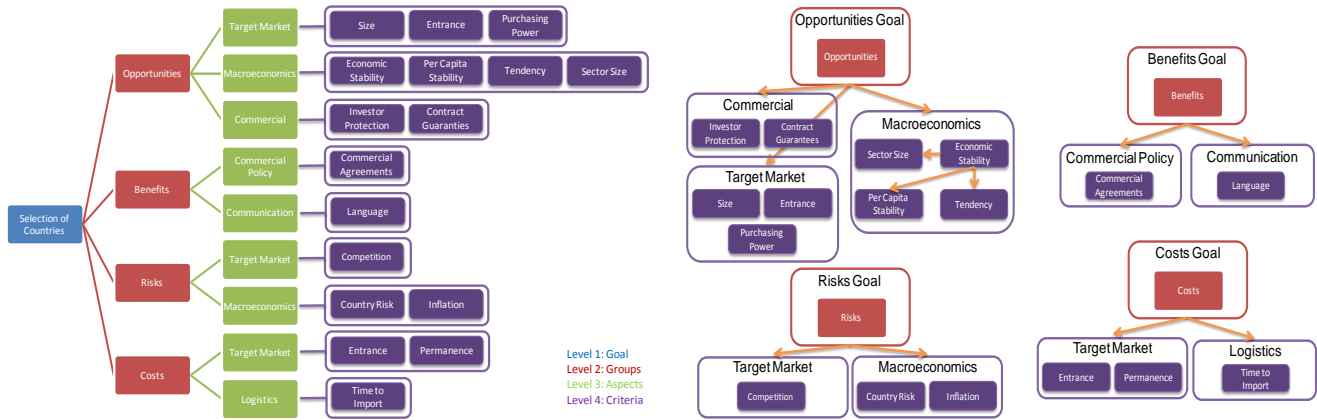 Selection of
Countries
Opportunities
Benefits
Risks
Costs
Target Market
Macroeconomics
Commercial
Commercial
Policy
Communication
Target Market
Macroeconomics
Target Market
Logistics
Size
Entrance
Purchasing
Power
Economic
Stability
Per Capita
Stability
Tendency
Sector Size
Investor
Protection
Contract
Guaranties
Commercial
Agreements
Language
Competition
Country Risk
Inflation
Entrance
Permanence
Time to
Import
Level 1: Goal
Level 2: Groups
Level 3: Aspects
Level 4: Criteria
Opportunities Goal
Opportunities
Commercial
Investor
Protection
Contract
Guarantees
Macroeconomics
Sector Size
Economic
Stability
Per Capita
Stability
Tendency
Target Market
Size
Entrance
Purchasing
Power
Benefits Goal
Benefits
Commercial Policy
Commercial
Agreements
Communication
Language
Risks Goal
Risks
Target Market
Competition
Macroeconomics
Country Risk
Inflation
Costs Goal
Costs
Target Market
Entrance
Permanence
Logistics
Time to
Import